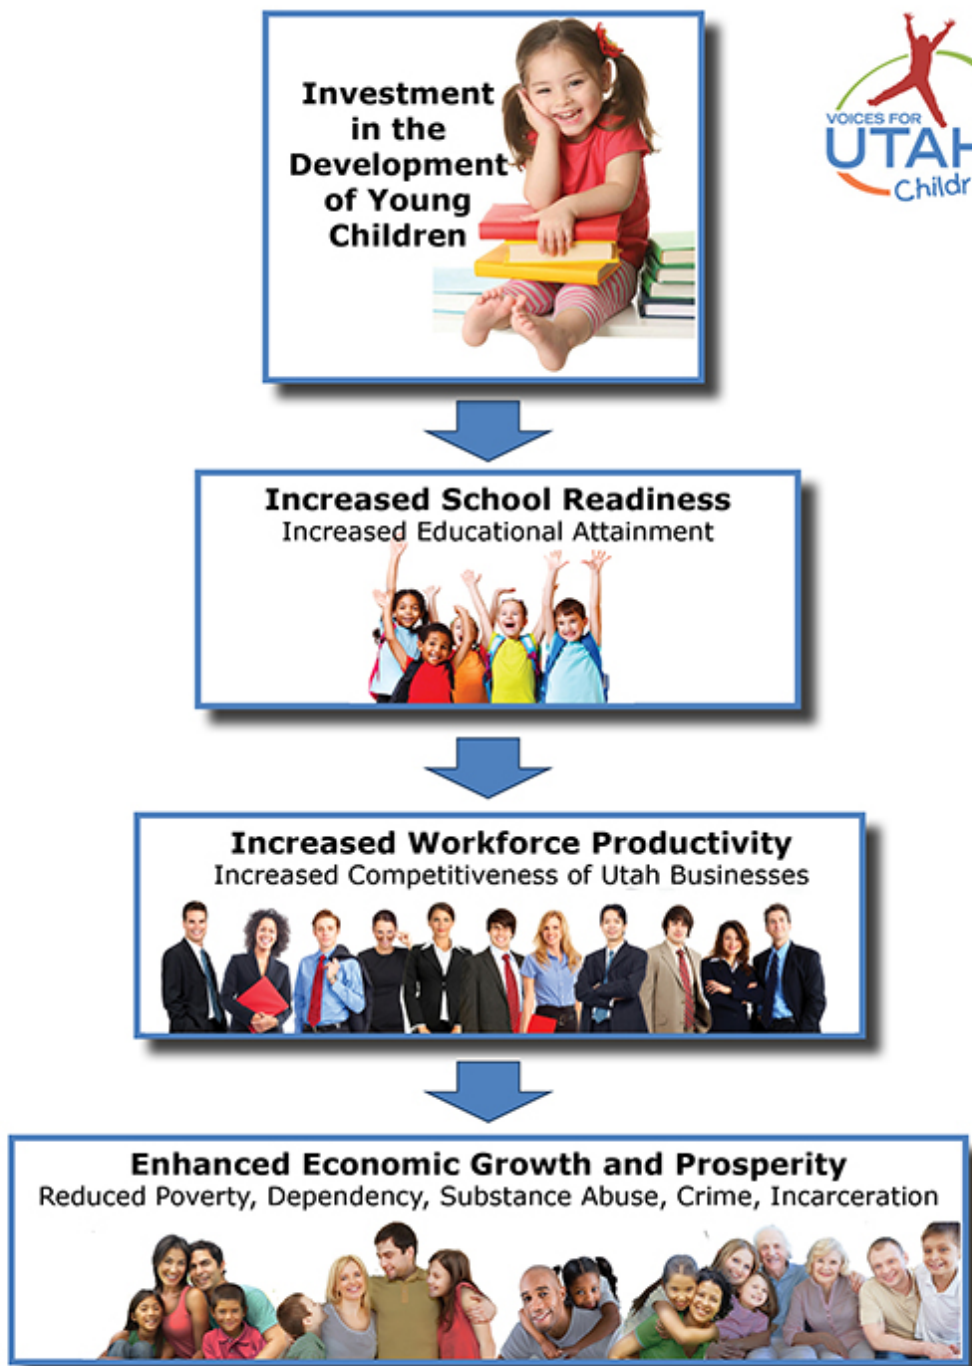 Investment
in the
Development
of Young
Children
VOICES FOR
UTAH
Increased School Readiness
Increased Educational Attainment
Increased Workforce Productivity
Increased Competitiveness of Utah Businesses
Enhanced Economic Growth and Prosperity
Reduced Poverty, Dependency, Substance Abuse, Crime, Incarceration